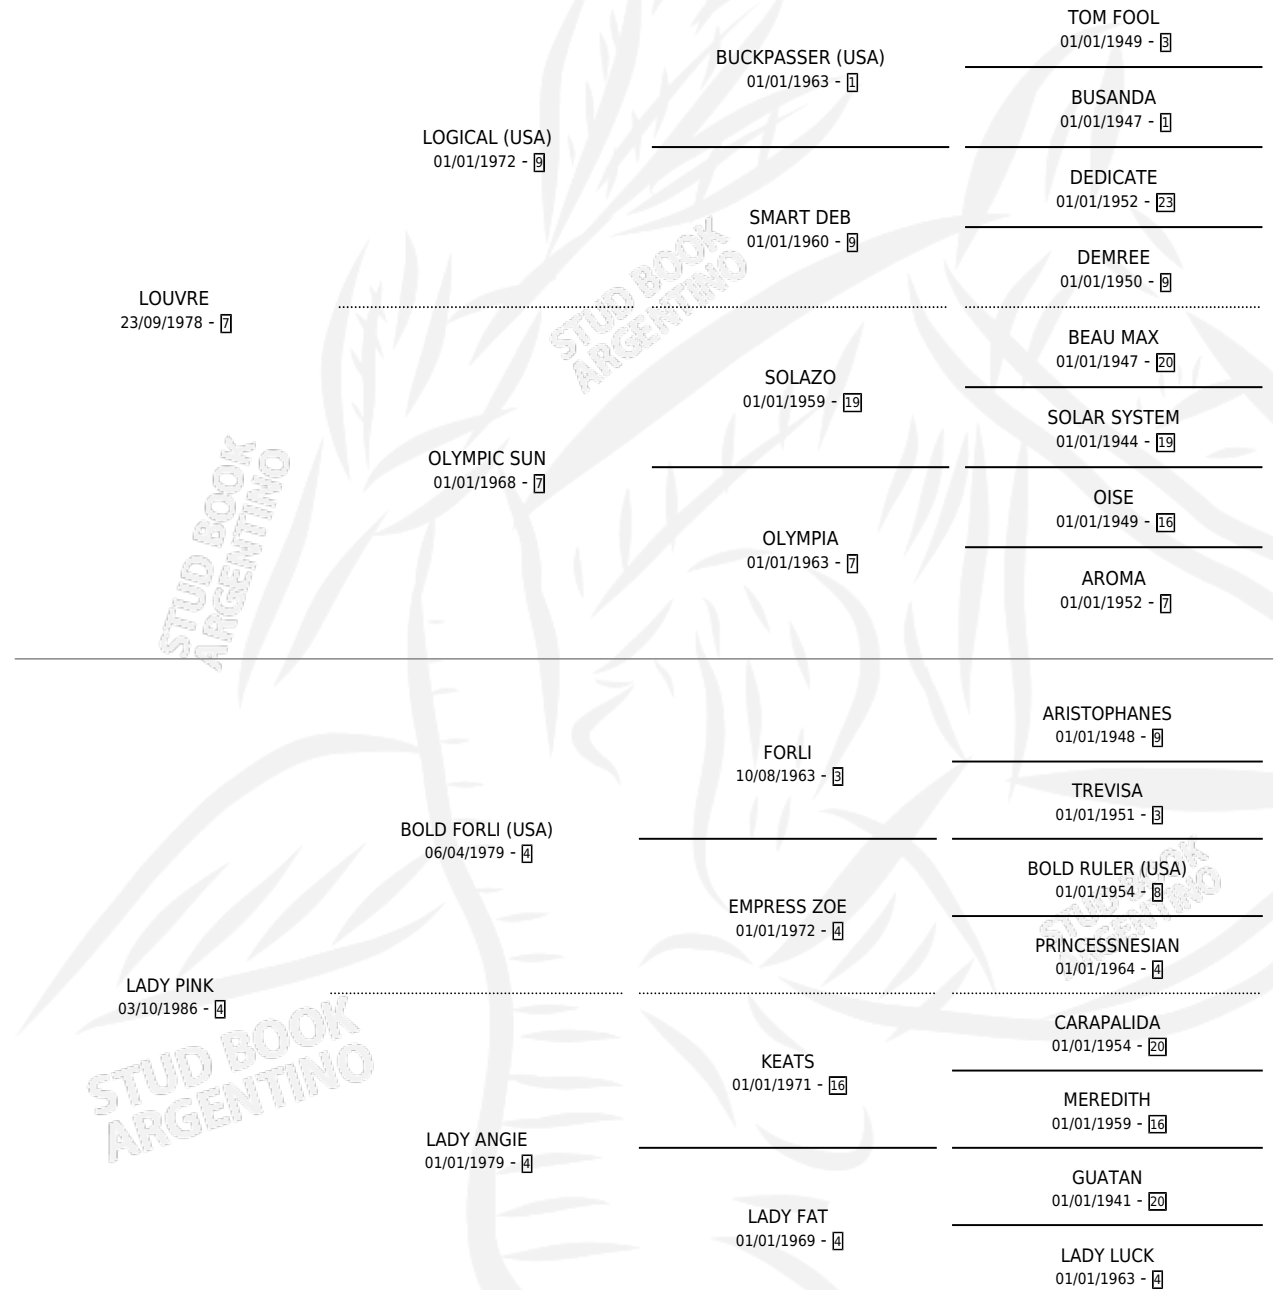 TOM FOOL
01/01/1949 - 3
BUCKPASSER (USA)
01/01/1963 - 1
BUSANDA
01/01/1947 - 1
LOGICAL (USA)
01/01/1972 - 9
DEDICATE
01/01/1952 - 23
SMART DEB
01/01/1960 - 9
DEMREE
01/01/1950 - 9
LOUVRE
23/09/1978 - 7
BEAU MAX
01/01/1947 - 20
SOLAZO
01/01/1959 - 19
SOLAR SYSTEM
01/01/1944 - 19
OLYMPIC SUN
01/01/1968 - 7
OISE
01/01/1949 - 16
OLYMPIA
01/01/1963 - 7
AROMA
01/01/1952 - 7
STUD BOOK
ARGENTINO
STUD BOOK
ARGENTINO
ARISTOPHANES
01/01/1948 - 9
FORLI
10/08/1963 - 3
TREVISA
01/01/1951 - 3
BOLD FORLI (USA)
06/04/1979 - 4
BOLD RULER (USA)
01/01/1954 - 8
EMPRESS ZOE
01/01/1972 - 4
PRINCESSNESIAN
01/01/1964 - 4
LADY PINK
03/10/1986 - 4
CARAPALIDA
01/01/1954 - 20
KEATS
01/01/1971 - 16
MEREDITH
01/01/1959 - 16
LADY ANGIE
01/01/1979 - 4
GUATAN
01/01/1941 - 20
LADY FAT
01/01/1969 - 4
LADY LUCK
01/01/1963 - 4
STUD BOOK
ARGENTINO
STUD BOOK
ARGENTINO